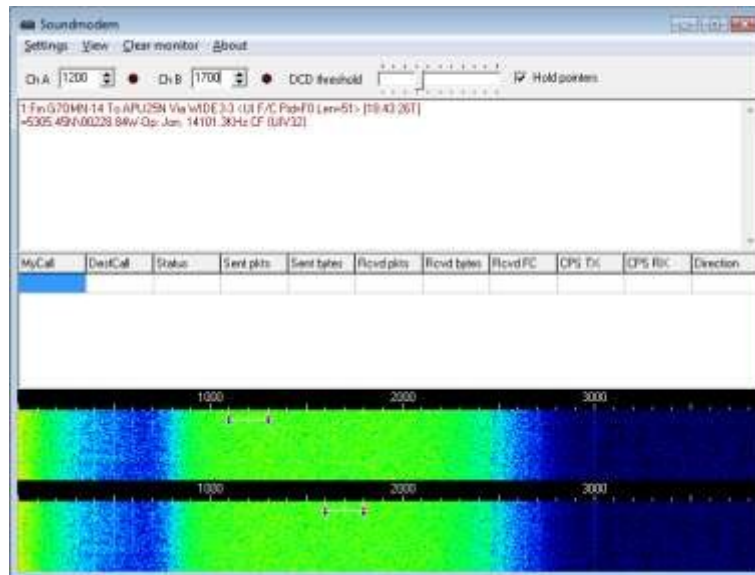 Soundmodem
Settings View Clear monitor About
Ch A 1200 Ch B 1700 DCD threshold Hold pointers
1:Fm G7OMN-14 To APU25N Via WIDE3-3 <UI F/C Pid=F0 Len=51> [18:43:26T]
=5305.45N\00228.84w Op: Jon, 14101.3KHz CF {UIV32}
MyCall DestCall Status Sent pkts Sent bytes Rcvd pkts Rcvd bytes Rcvd FC CPS TX CPS RX Direction
1000 2000 3000
1000 2000 3000